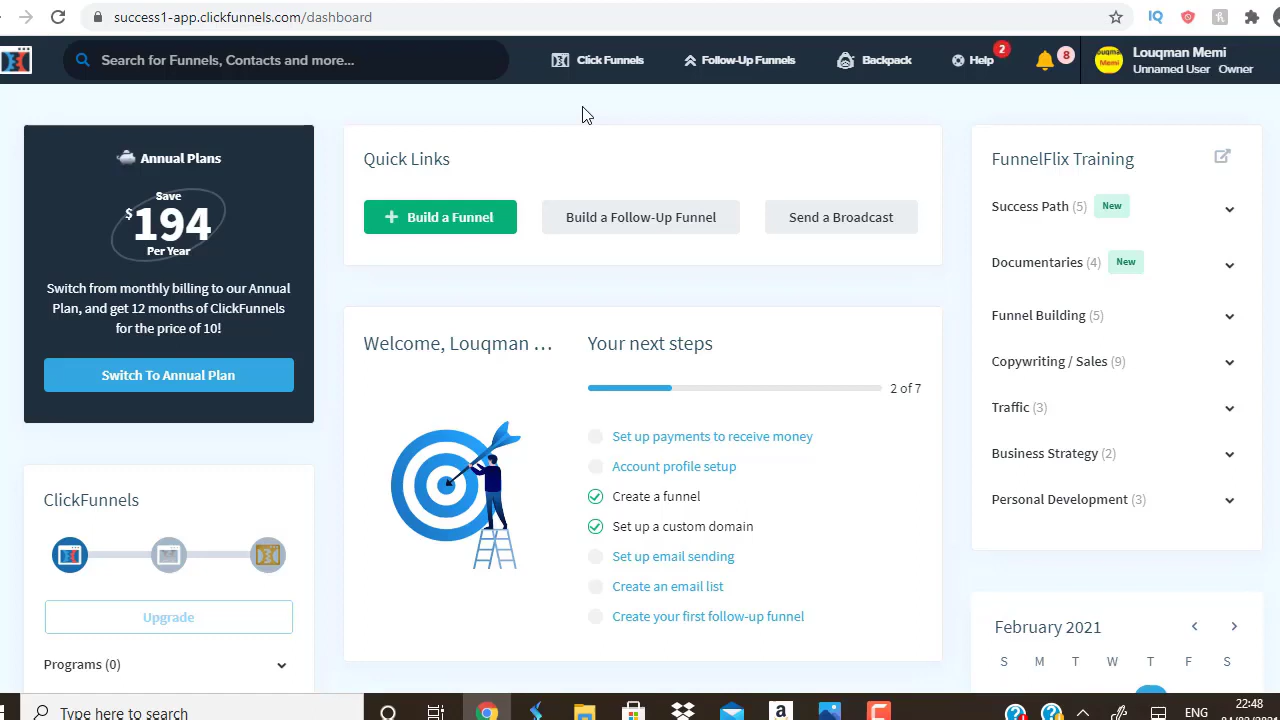 success1-app.clickfunnels.com/dashboard
IQ
Search for Funnels, Contacts and more...
Click Funnels
Follow-Up Funnels
Backpack
Help
2
8
Louqman Memi
Louqman Memi
Unnamed User Owner
Annual Plans
Save
$194
Per Year
Switch from monthly billing to our Annual
Plan, and get 12 months of ClickFunnels
for the price of 10!
Switch To Annual Plan
ClickFunnels
Upgrade
Programs (0)
Quick Links
+ Build a Funnel
Build a Follow-Up Funnel
Send a Broadcast
Welcome, Louqman ...
Your next steps
2 of 7
Set up payments to receive money
Account profile setup
Create a funnel
Set up a custom domain
Set up email sending
Create an email list
Create your first follow-up funnel
FunnelFlix Training
Success Path (5) New
Documentaries (4) New
Funnel Building (5)
Copywriting / Sales (9)
Traffic (3)
Business Strategy (2)
Personal Development (3)
February 2021
S M T W T F S
Type here to search
ENG
22:48